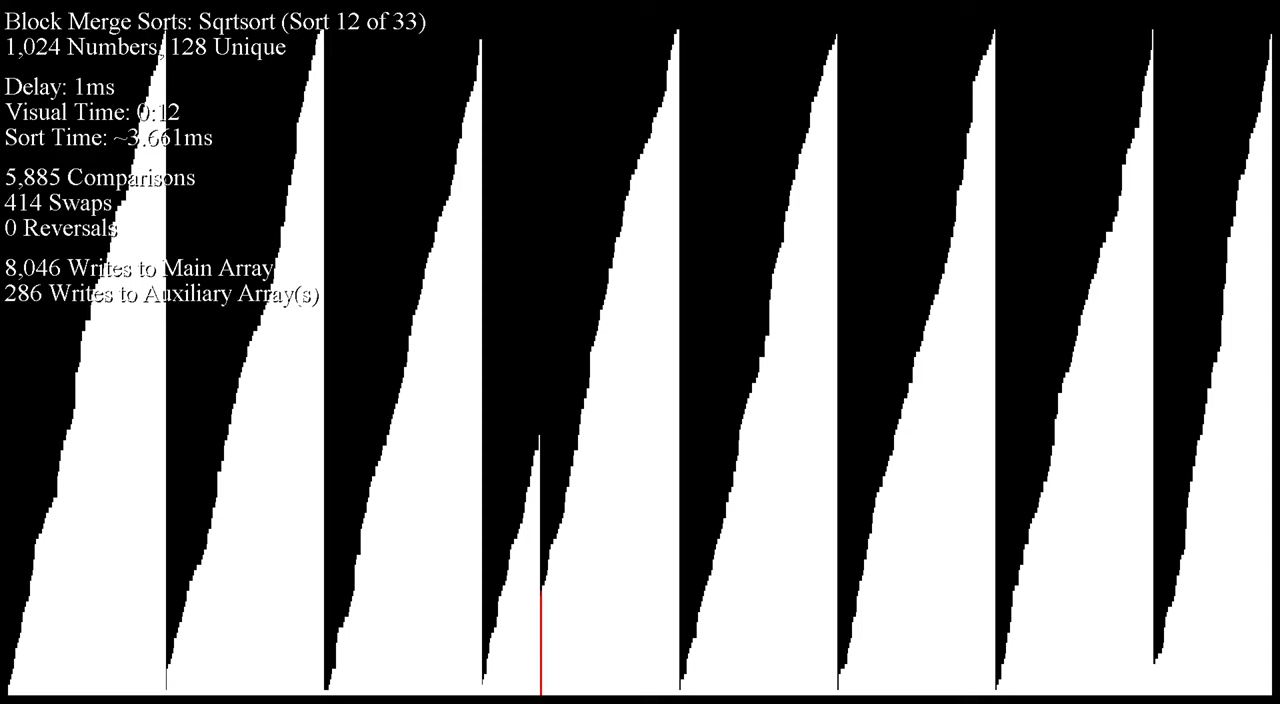 Block Merge Sorts: Sqrtsort (Sort 12 of 33)
1,024 Numbers, 128 Unique
Delay: 1ms
Visual Time: 0:12
Sort Time: ~3.661ms
5,885 Comparisons
414 Swaps
0 Reversals
8,046 Writes to Main Array
286 Writes to Auxiliary Array(s)